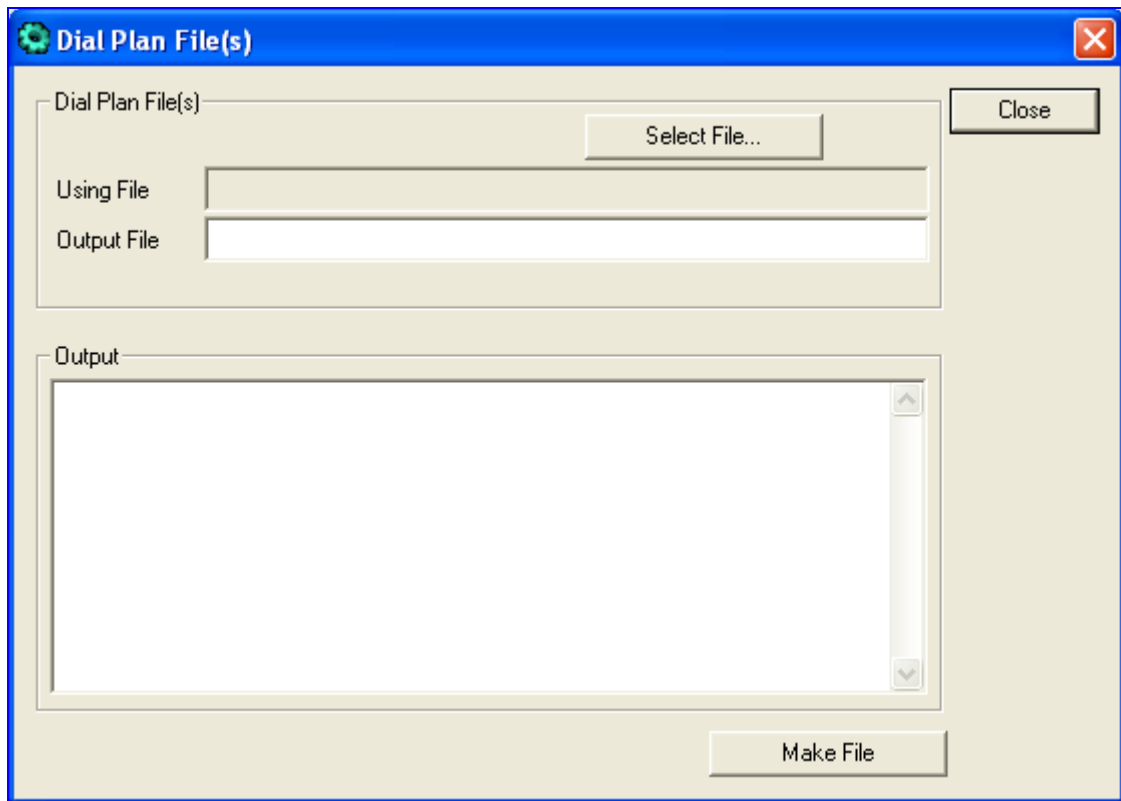 Dial Plan File(s)
Dial Plan File(s)
Close
Select File...
Using File
Output File
Output
Make File